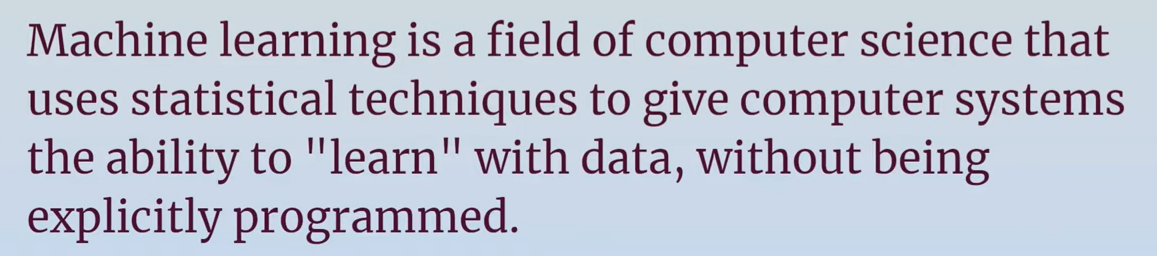 Machine learning is a field of computer science that
uses statistical techniques to give computer systems
the ability to "learn" with data, without being
explicitly programmed.